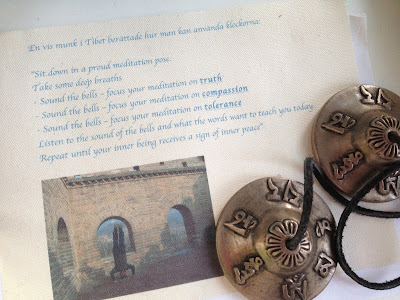 En vis munk i Tibet berättade hur man kan använda klockorna:
"Sit down in a proud meditation pose.
Take some deep breaths
- Sound the bells – focus your meditation on truth
- Sound the bells – focus your meditation on compassion
- Sound the bells – focus your meditation on tolerance
Listen to the sound of the bells and what the words want to teach you today.
Repeat until your inner being receives a sign of inner peace"